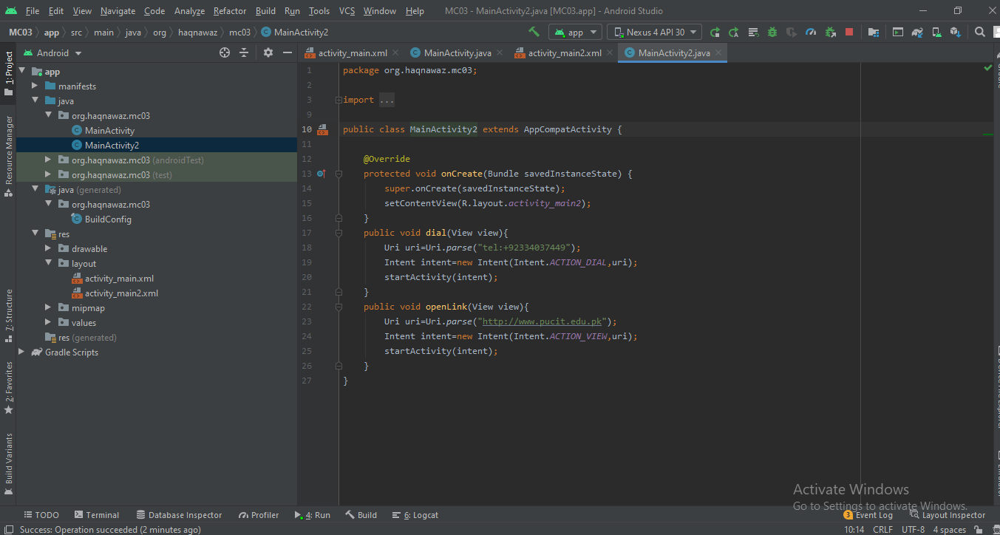 File Edit View Navigate Code Analyze Refactor Build Run Tools VCS Window Help MC03 - MainActivity2.java [MC03.app] - Android Studio
MC03 app src main java org haqnawaz mc03 MainActivity2 app Nexus 4 API 30
Android activity_main.xml MainActivity.java activity_main2.xml MainActivity2.java
1: Project
Resource Manager
7: Structure
2: Favorites
Build Variants
app
manifests
java
org.haqnawaz.mc03
MainActivity
MainActivity2
org.haqnawaz.mc03 (androidTest)
org.haqnawaz.mc03 (test)
java (generated)
org.haqnawaz.mc03
BuildConfig
res
drawable
layout
activity_main.xml
activity_main2.xml
mipmap
values
res (generated)
Gradle Scripts
1 package org.haqnawaz.mc03;
2
3 import ...
9
10 public class MainActivity2 extends AppCompatActivity {
11
12 @Override
13 protected void onCreate(Bundle savedInstanceState) {
14 super.onCreate(savedInstanceState);
15 setContentView(R.layout.activity_main2);
16 }
17 public void dial(View view){
18 Uri uri=Uri.parse("tel:+92334037449");
19 Intent intent=new Intent(Intent.ACTION_DIAL,uri);
20 startActivity(intent);
21 }
22 public void openLink(View view){
23 Uri uri=Uri.parse("http://www.pucit.edu.pk");
24 Intent intent=new Intent(Intent.ACTION_VIEW,uri);
25 startActivity(intent);
26 }
27 }
Activate Windows
Go to Settings to activate Windows.
TODO Terminal Database Inspector Profiler 4: Run Build 6: Logcat 3 Event Log Layout Inspector
Success: Operation succeeded (2 minutes ago) 10:14 CRLF UTF-8 4 spaces